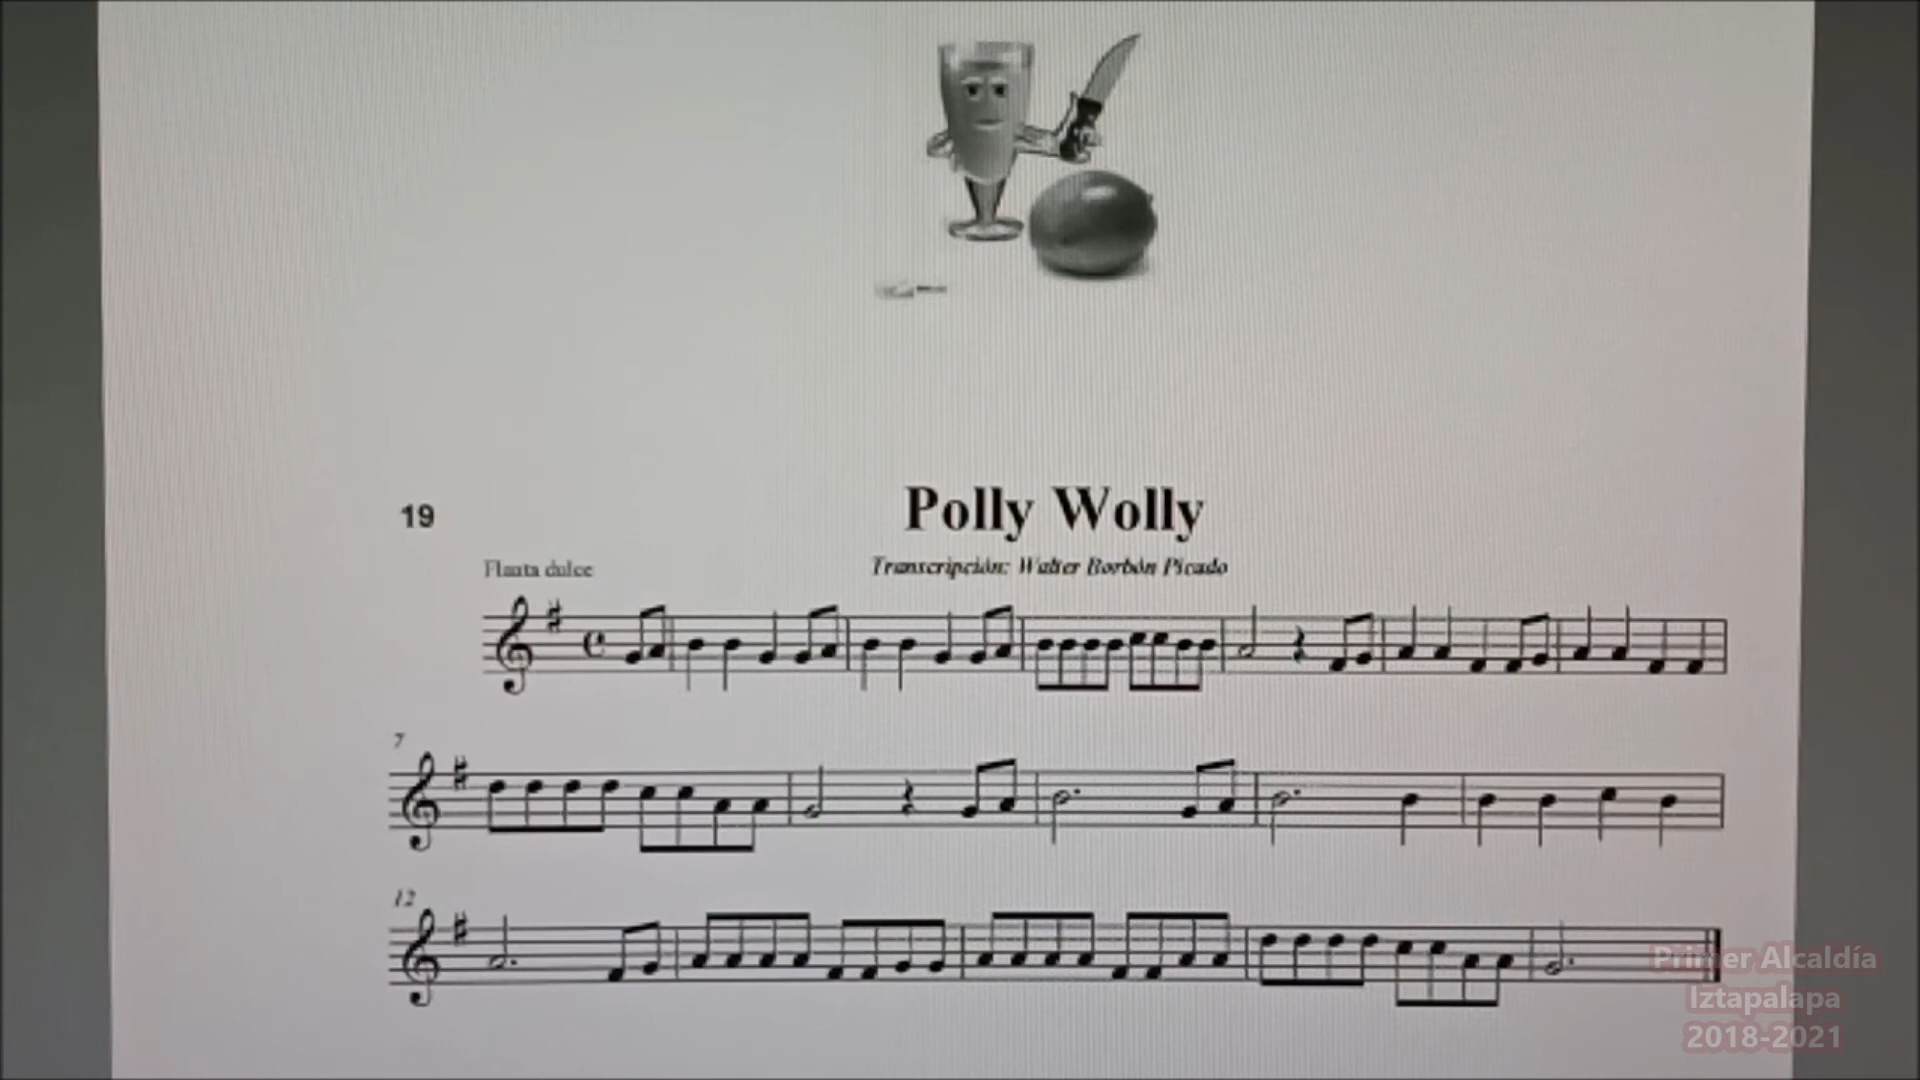 19
Polly Wolly
Flauta dulce
Transcripción: Walter Borbón Picado
7
12
Primer Alcaldía
Iztapalapa
2018-2021